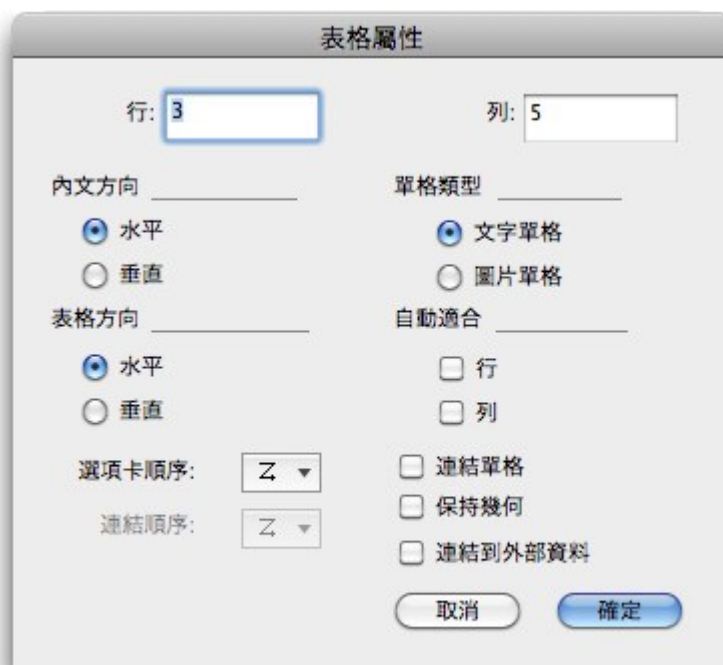 表格屬性
行: 3
列: 5
內文方向
水平
垂直
單格類型
文字單格
圖片單格
表格方向
水平
垂直
自動適合
行
列
選項卡順序:
連結順序:
連結單格
保持幾何
連結到外部資料
取消
確定